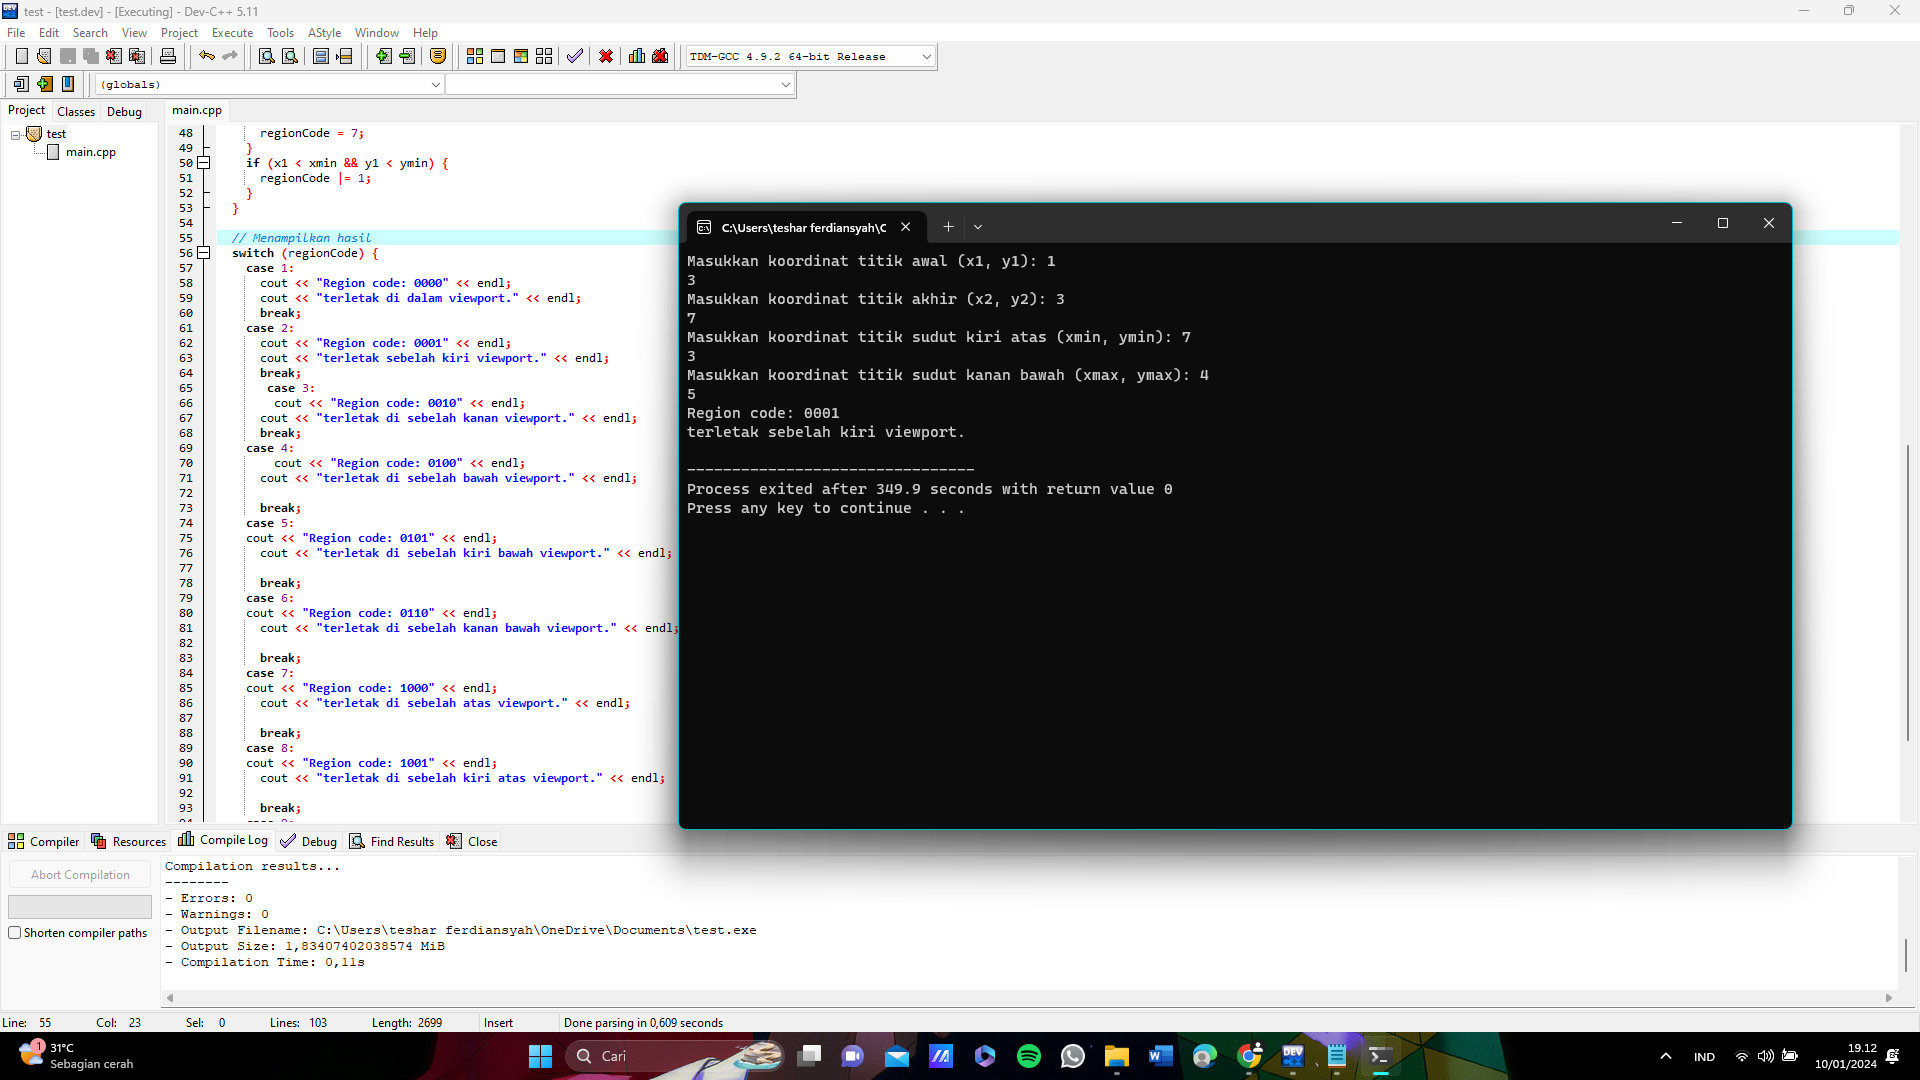 test - [test.dev] - [Executing] - Dev-C++ 5.11
File Edit Search View Project Execute Tools AStyle Window Help
TDM-GCC 4.9.2 64-bit Release
(globals)
Project Classes Debug
main.cpp
test
main.cpp
48 regionCode = 7;
49 }
50 if (x1 < xmin && y1 < ymin) {
51 regionCode |= 1;
52 }
53 }
54
55 // Menampilkan hasil
56 switch (regionCode) {
57 case 1:
58 cout << "Region code: 0000" << endl;
59 cout << "terletak di dalam viewport." << endl;
60 break;
61 case 2:
62 cout << "Region code: 0001" << endl;
63 cout << "terletak sebelah kiri viewport." << endl;
64 break;
65 case 3:
66 cout << "Region code: 0010" << endl;
67 cout << "terletak di sebelah kanan viewport." << endl;
68 break;
69 case 4:
70 cout << "Region code: 0100" << endl;
71 cout << "terletak di sebelah bawah viewport." << endl;
72
73 break;
74 case 5:
75 cout << "Region code: 0101" << endl;
76 cout << "terletak di sebelah kiri bawah viewport." << endl;
77
78 break;
79 case 6:
80 cout << "Region code: 0110" << endl;
81 cout << "terletak di sebelah kanan bawah viewport." << endl;
82
83 break;
84 case 7:
85 cout << "Region code: 1000" << endl;
86 cout << "terletak di sebelah atas viewport." << endl;
87
88 break;
89 case 8:
90 cout << "Region code: 1001" << endl;
91 cout << "terletak di sebelah kiri atas viewport." << endl;
92
93 break;
C:\Users\teshar ferdiansyah\C
Masukkan koordinat titik awal (x1, y1): 1
3
Masukkan koordinat titik akhir (x2, y2): 3
7
Masukkan koordinat titik sudut kiri atas (xmin, ymin): 7
3
Masukkan koordinat titik sudut kanan bawah (xmax, ymax): 4
5
Region code: 0001
terletak sebelah kiri viewport.
--------------------------------
Process exited after 349.9 seconds with return value 0
Press any key to continue . . .
Compiler Resources Compile Log Debug Find Results Close
Abort Compilation
Shorten compiler paths
Compilation results...
--------
- Errors: 0
- Warnings: 0
- Output Filename: C:\Users\teshar ferdiansyah\OneDrive\Documents\test.exe
- Output Size: 1,83407402038574 MiB
- Compilation Time: 0,11s
Line: 55 Col: 23 Sel: 0 Lines: 103 Length: 2699 Insert Done parsing in 0,609 seconds
1
31°C
Sebagian cerah
Cari
DEV
IND
19.12
10/01/2024